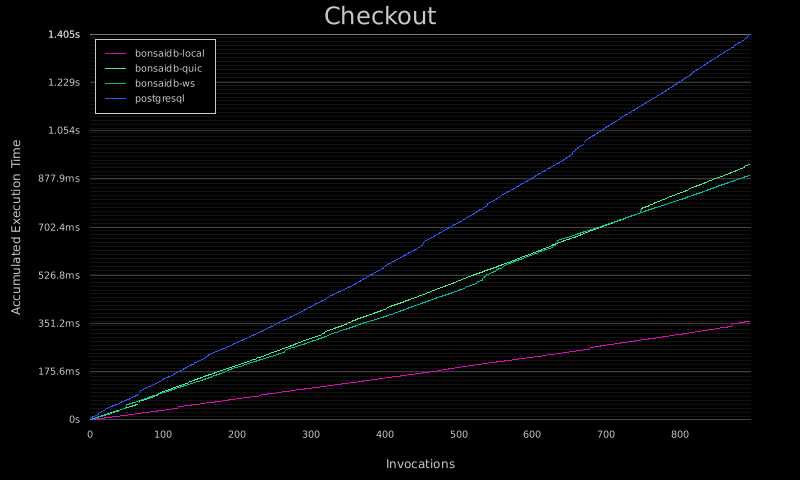 Checkout
1.405s
bonsaidb-local
bonsaidb-quic
bonsaidb-ws
postgresql
1.229s
1.054s
877.9ms
702.4ms
526.8ms
351.2ms
175.6ms
0s
Accumulated Execution Time
0 100 200 300 400 500 600 700 800
Invocations